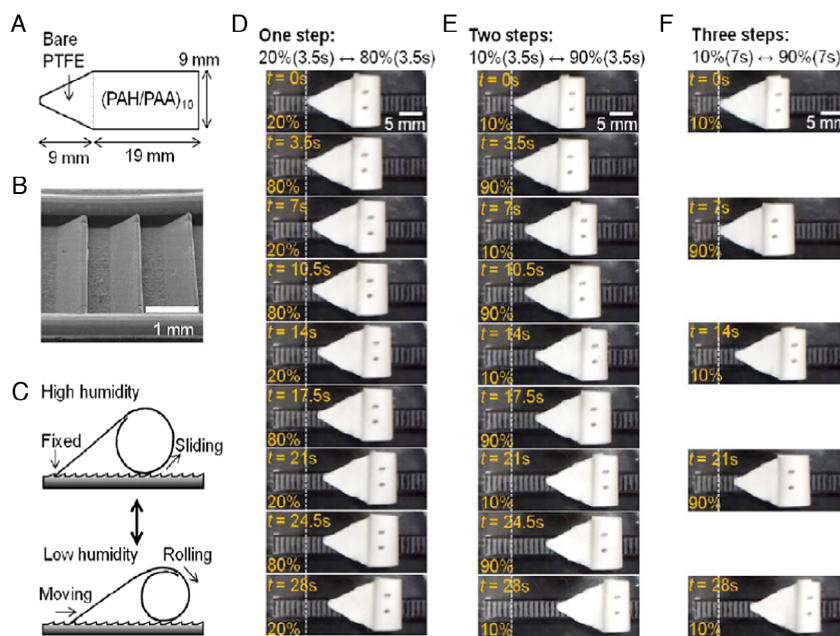 A
Bare
PTFE
9 mm
(PAH/PAA)10
9 mm
19 mm
B
1 mm
C
High humidity
Fixed
Sliding
Low humidity
Rolling
Moving
D
One step:
20%(3.5s) ↔ 80%(3.5s)
t = 0s
20%
5 mm
t = 3.5s
80%
t = 7s
20%
t = 10.5s
80%
t = 14s
20%
t = 17.5s
80%
t = 21s
20%
t = 24.5s
80%
t = 28s
20%
E
Two steps:
10%(3.5s) ↔ 90%(3.5s)
t = 0s
10%
5 mm
t = 3.5s
90%
t = 7s
10%
t = 10.5s
90%
t = 14s
10%
t = 17.5s
90%
t = 21s
10%
t = 24.5s
90%
t = 28s
10%
F
Three steps:
10%(7s) ↔ 90%(7s)
t = 0s
10%
5 mm
t = 7s
90%
t = 14s
10%
t = 21s
90%
t = 28s
10%